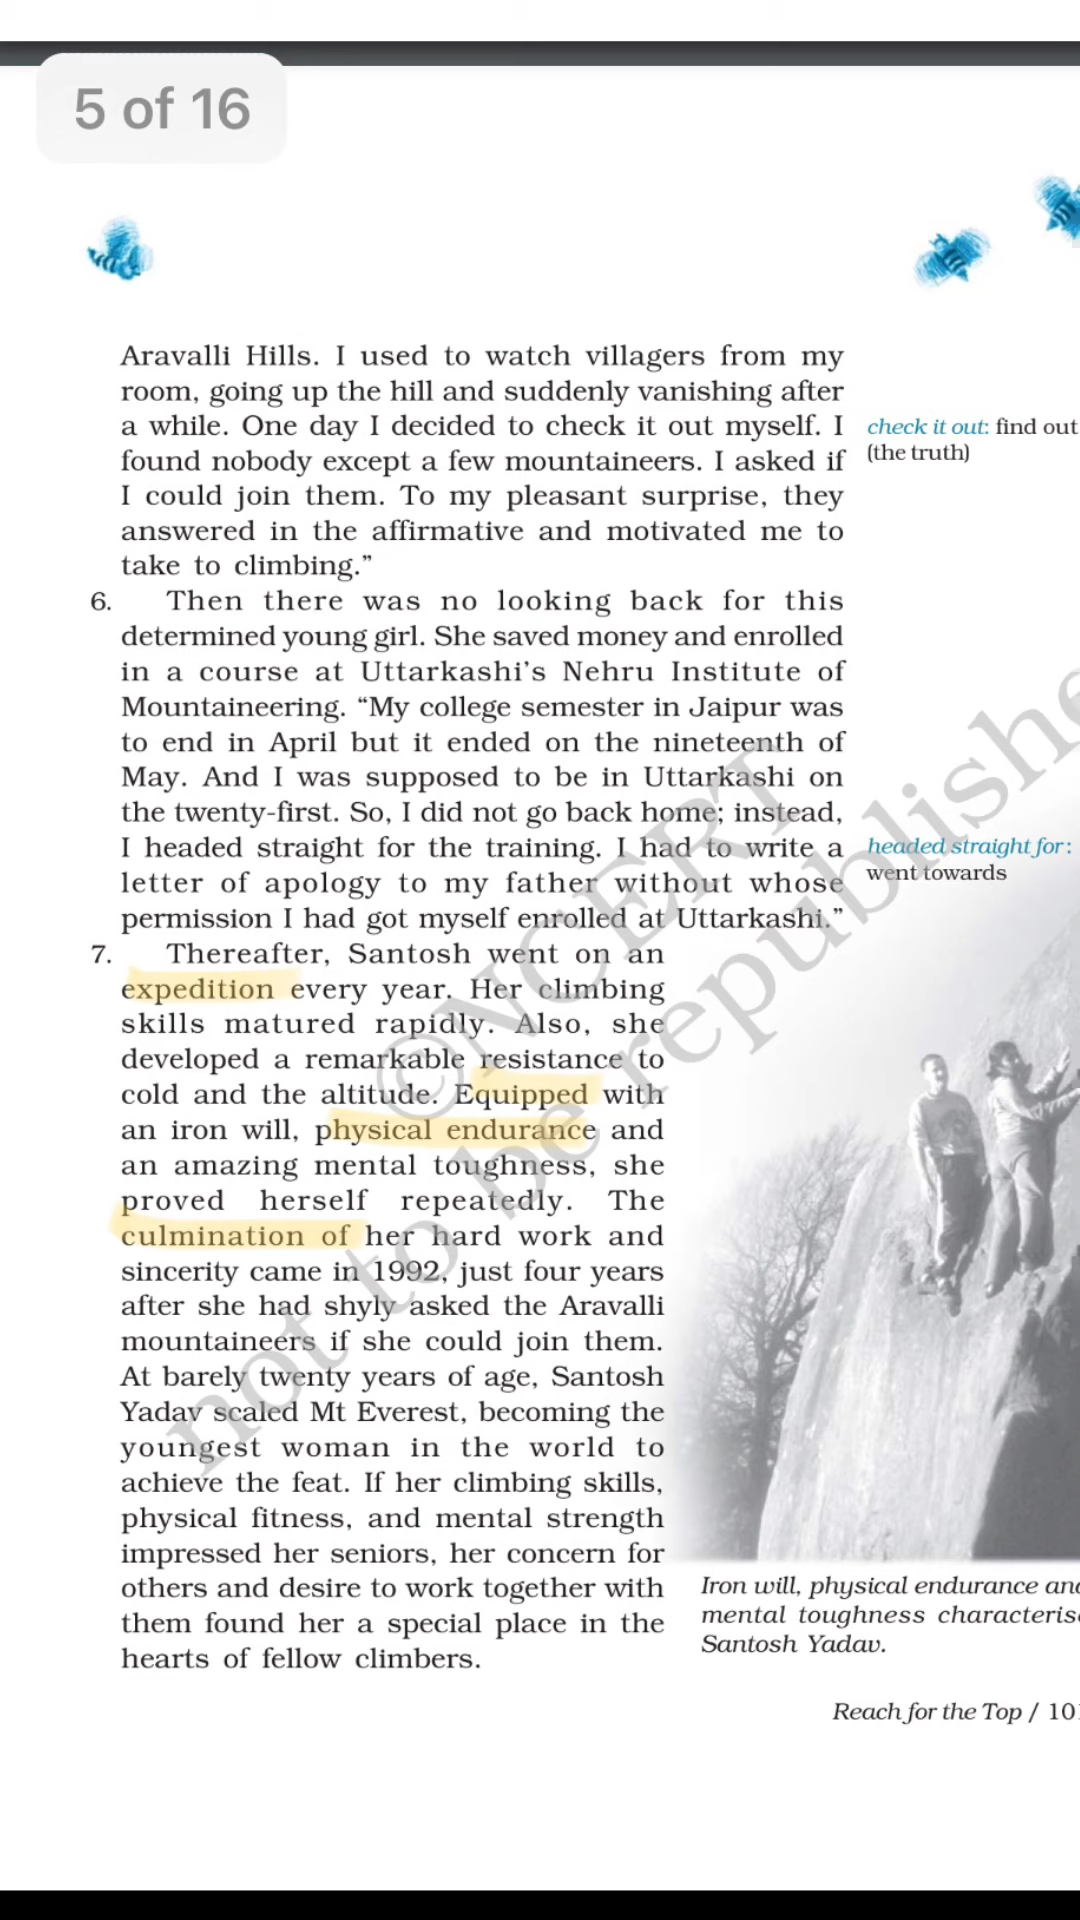 5 of 16
Aravalli Hills. I used to watch villagers from my
room, going up the hill and suddenly vanishing after
a while. One day I decided to check it out myself. I
found nobody except a few mountaineers. I asked if
I could join them. To my pleasant surprise, they
answered in the affirmative and motivated me to
take to climbing.”
check it out: find out
(the truth)
6. Then there was no looking back for this
determined young girl. She saved money and enrolled
in a course at Uttarkashi’s Nehru Institute of
Mountaineering. “My college semester in Jaipur was
to end in April but it ended on the nineteenth of
May. And I was supposed to be in Uttarkashi on
the twenty-first. So, I did not go back home; instead,
I headed straight for the training. I had to write a
letter of apology to my father without whose
permission I had got myself enrolled at Uttarkashi.”
headed straight for:
went towards
7. Thereafter, Santosh went on an
expedition every year. Her climbing
skills matured rapidly. Also, she
developed a remarkable resistance to
cold and the altitude. Equipped with
an iron will, physical endurance and
an amazing mental toughness, she
proved herself repeatedly. The
culmination of her hard work and
sincerity came in 1992, just four years
after she had shyly asked the Aravalli
mountaineers if she could join them.
At barely twenty years of age, Santosh
Yadav scaled Mt Everest, becoming the
youngest woman in the world to
achieve the feat. If her climbing skills,
physical fitness, and mental strength
impressed her seniors, her concern for
others and desire to work together with
them found her a special place in the
hearts of fellow climbers.
Iron will, physical endurance and
mental toughness characterise
Santosh Yadav.
Reach for the Top / 101
©NCERT
not to be republishe